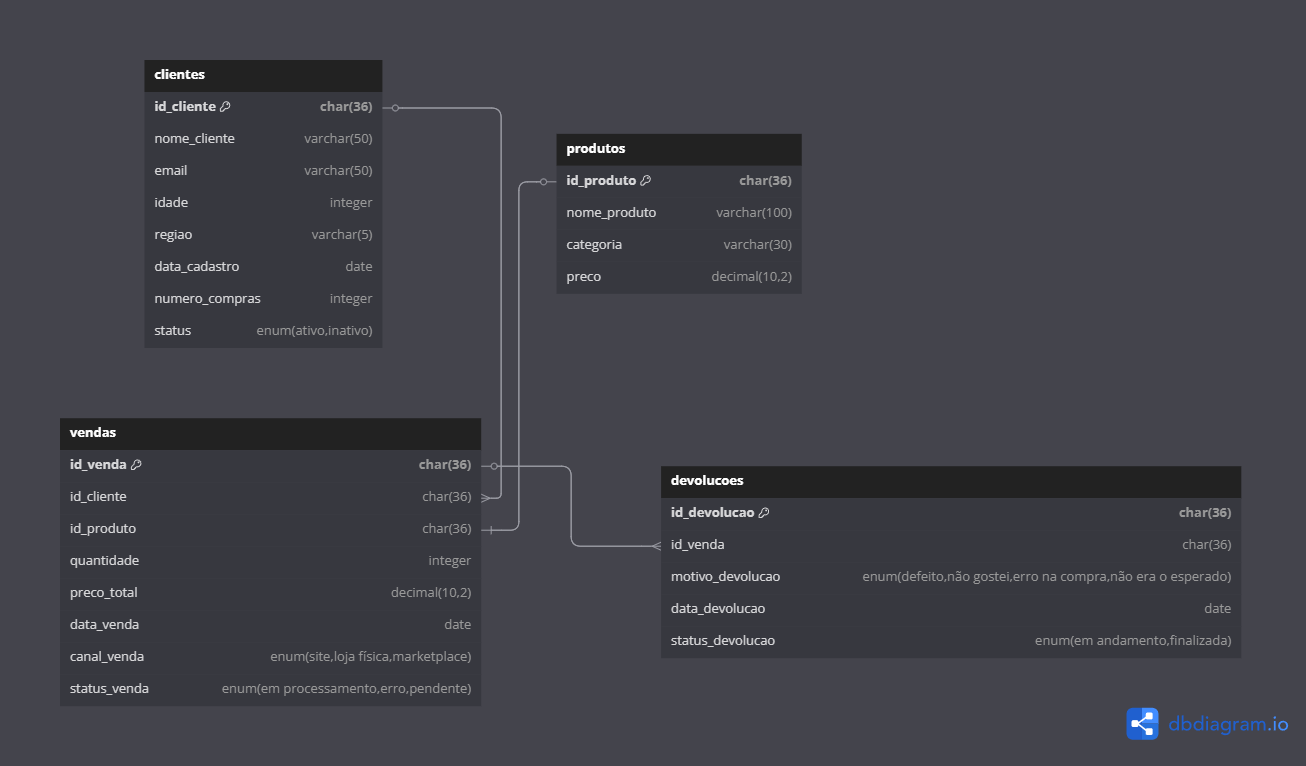 clientes
id_cliente char(36)
nome_cliente varchar(50)
email varchar(50)
idade integer
regiao varchar(5)
data_cadastro date
numero_compras integer
status enum(ativo,inativo)
produtos
id_produto char(36)
nome_produto varchar(100)
categoria varchar(30)
preco decimal(10,2)
vendas
id_venda char(36)
id_cliente char(36)
id_produto char(36)
quantidade integer
preco_total decimal(10,2)
data_venda date
canal_venda enum(site,loja física,marketplace)
status_venda enum(em processamento,erro,pendente)
devolucoes
id_devolucao char(36)
id_venda char(36)
motivo_devolucao enum(defeito,não gostei,erro na compra,não era o esperado)
data_devolucao date
status_devolucao enum(em andamento,finalizada)
dbdiagram.io